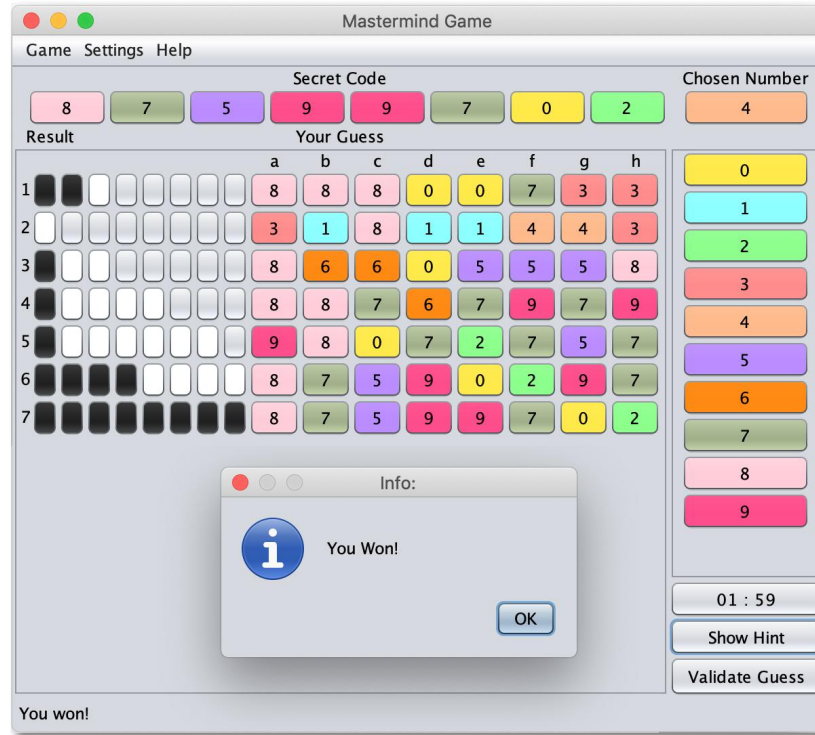 Mastermind Game
Game Settings Help
Secret Code Chosen Number
8 7 5 9 9 7 0 2 4
Result Your Guess
a b c d e f g h
1 8 8 8 0 0 7 3 3
2 3 1 8 1 1 4 4 3
3 8 6 6 0 5 5 5 8
4 8 8 7 6 7 9 7 9
5 9 8 0 7 2 7 5 7
6 8 7 5 9 0 2 9 7
7 8 7 5 9 9 7 0 2
0
1
2
3
4
5
6
7
8
9
Info:
i
You Won!
OK
01 : 59
Show Hint
Validate Guess
You won!